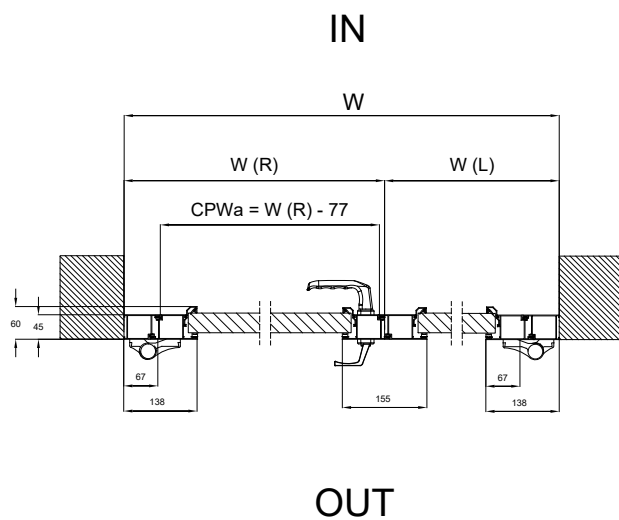 IN
W
W (R)
W (L)
CPWa = W (R) - 77
60
45
67
67
138
155
138
OUT